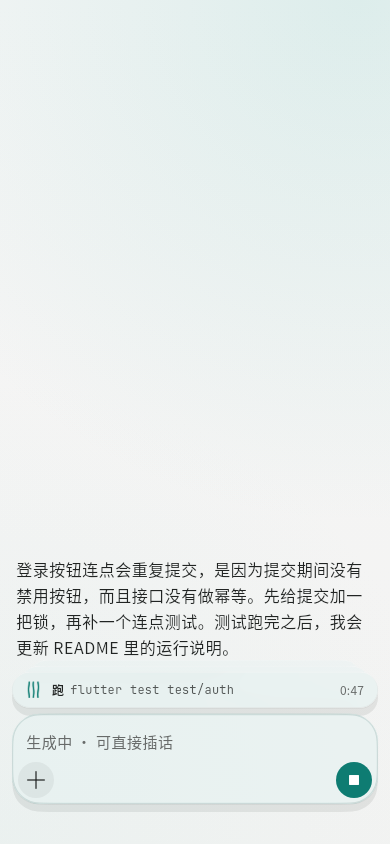 登录按钮连点会重复提交，是因为提交期间没有
禁用按钮，而且接口没有做幂等。先给提交加一
把锁，再补一个连点测试。测试跑完之后，我会
更新 README 里的运行说明。
跑 flutter test test/auth 0:47
生成中 · 可直接插话